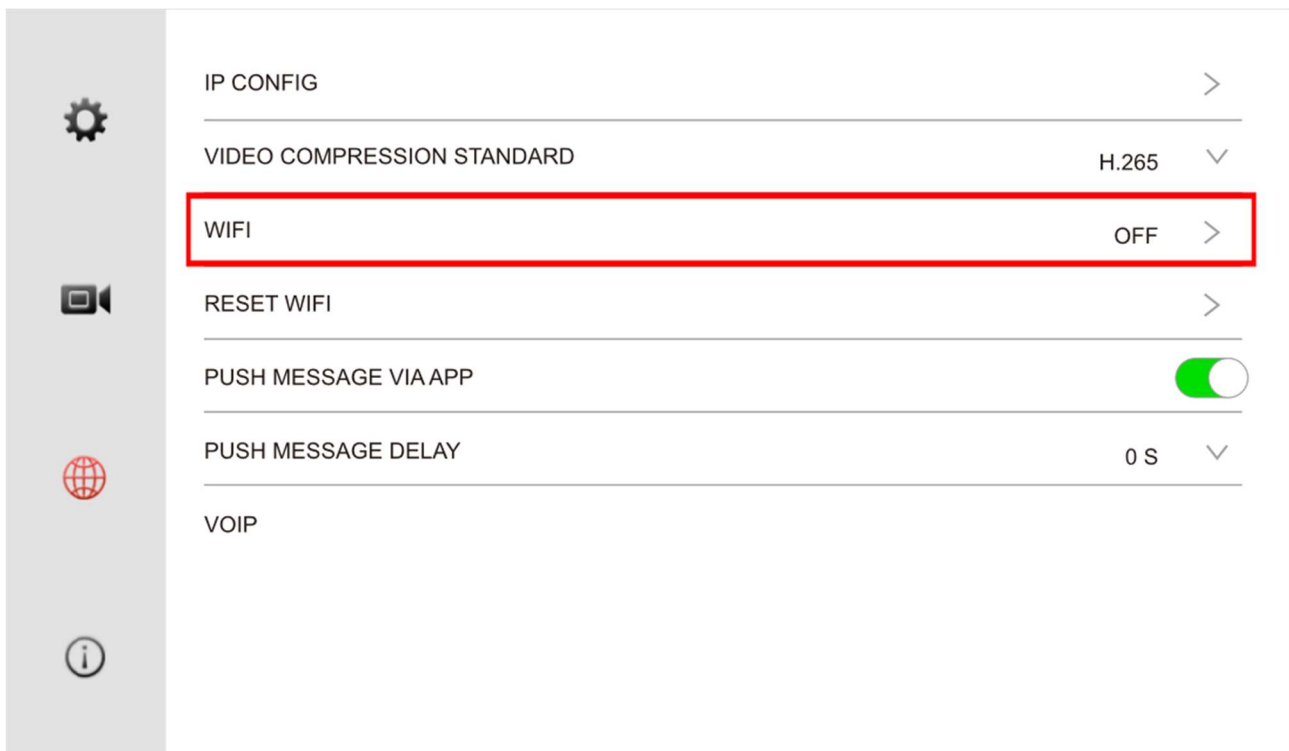 IP CONFIG
VIDEO COMPRESSION STANDARD H.265
WIFI OFF
RESET WIFI
PUSH MESSAGE VIA APP
PUSH MESSAGE DELAY 0 S
VOIP